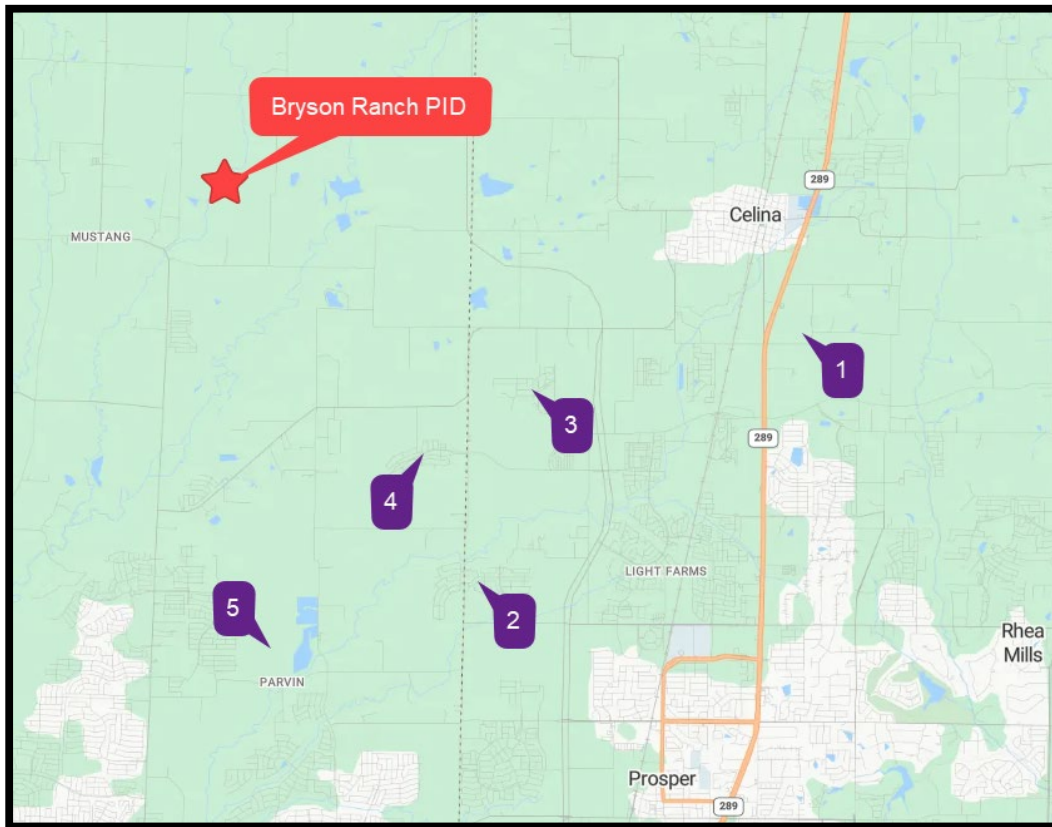 Bryson Ranch PID
289
Celina
MUSTANG
1
3
289
4
LIGHT FARMS
5
2
Rhea
Mills
PARVIN
Prosper
289